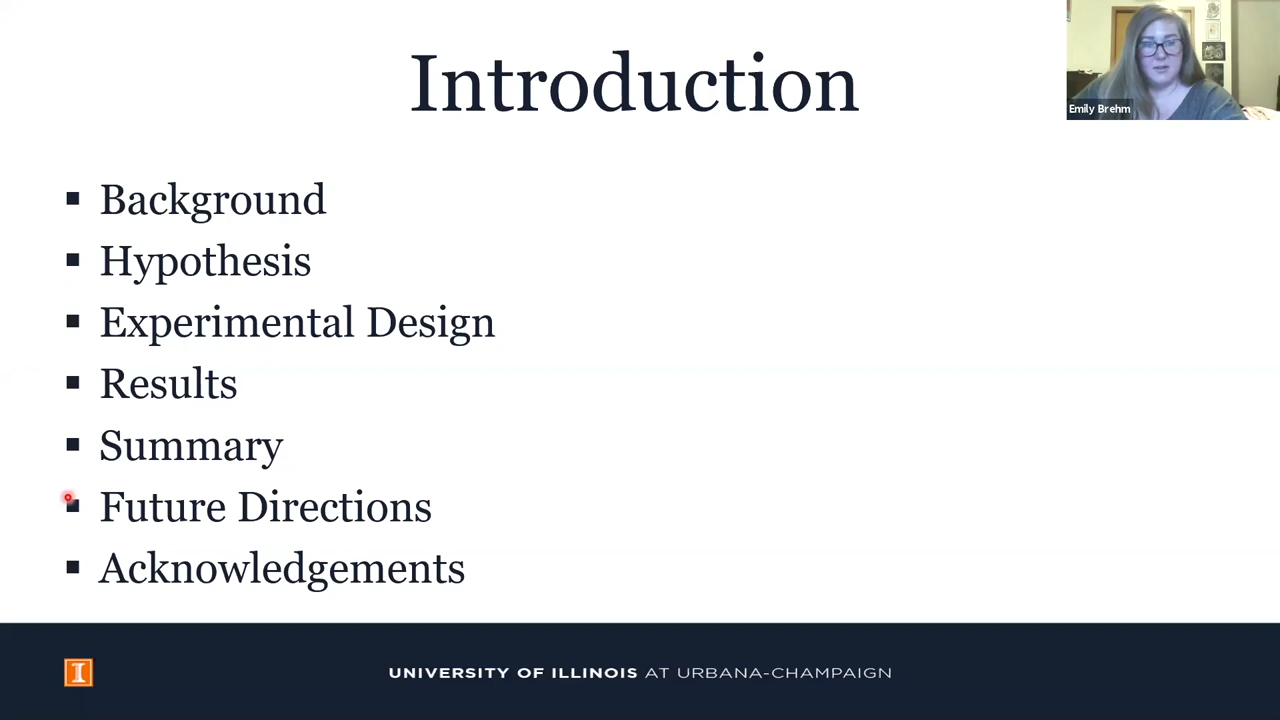 Introduction
Emily Brehm
Background
Hypothesis
Experimental Design
Results
Summary
Future Directions
Acknowledgements
I
UNIVERSITY OF ILLINOIS AT URBANA-CHAMPAIGN